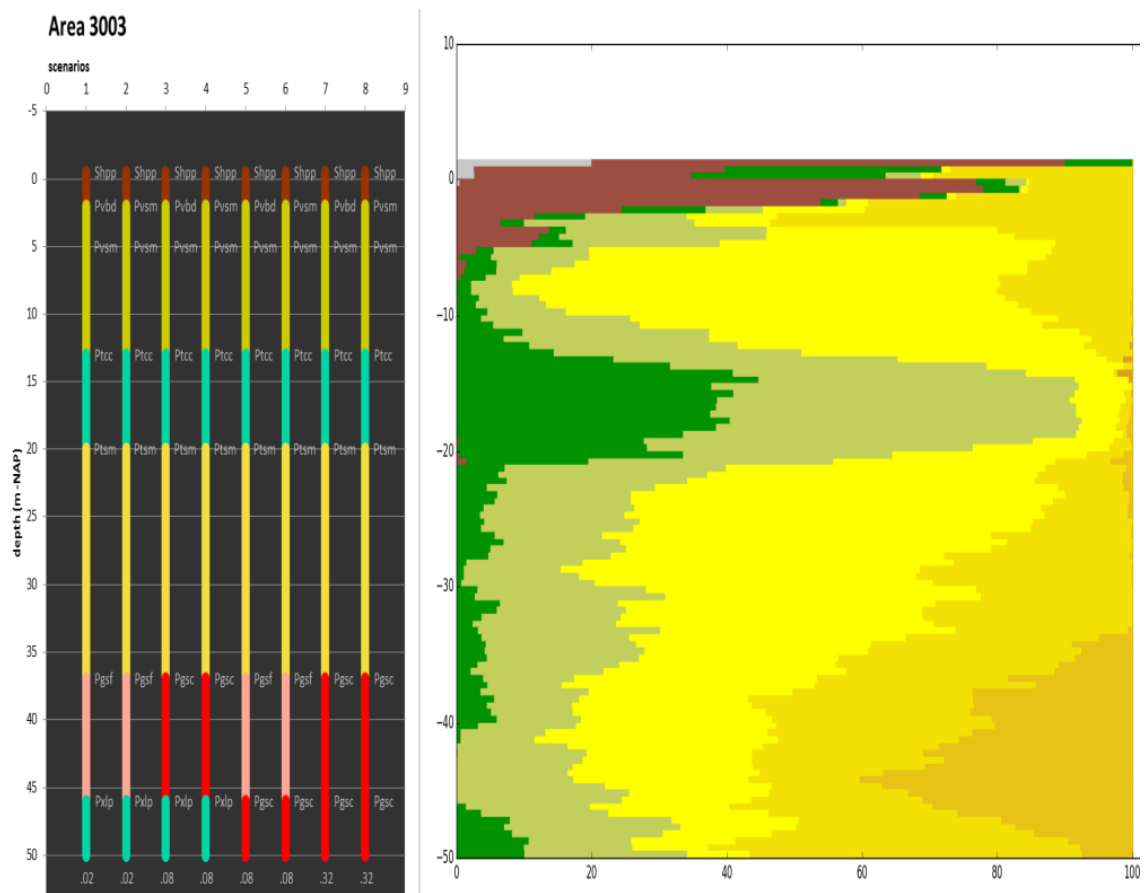 Area 3003
scenarios
0 1 2 3 4 5 6 7 8 9
-5
Shpp Shpp Shpp Shpp Shpp Shpp Shpp Shpp
0
Pvbd Pvsm Pvbd Pvsm Pvbd Pvsm Pvbd Pvsm
5
Pvsm Pvsm Pvsm Pvsm Pvsm Pvsm Pvsm Pvsm
10
Ptcc Ptcc Ptcc Ptcc Ptcc Ptcc Ptcc Ptcc
15
20
Ptsm Ptsm Ptsm Ptsm Ptsm Ptsm Ptsm Ptsm
25
30
35
Pgsf Pgsf Pgsc Pgsc Pgsf Pgsf Pgsc Pgsc
40
45
Pxlp Pxlp Pxlp Pxlp Pgsc Pgsc Pgsc Pgsc
50
.02 .02 .08 .08 .08 .08 .32 .32
depth (m -NAP)
10
0
−10
−20
−30
−40
−50
0 20 40 60 80 100